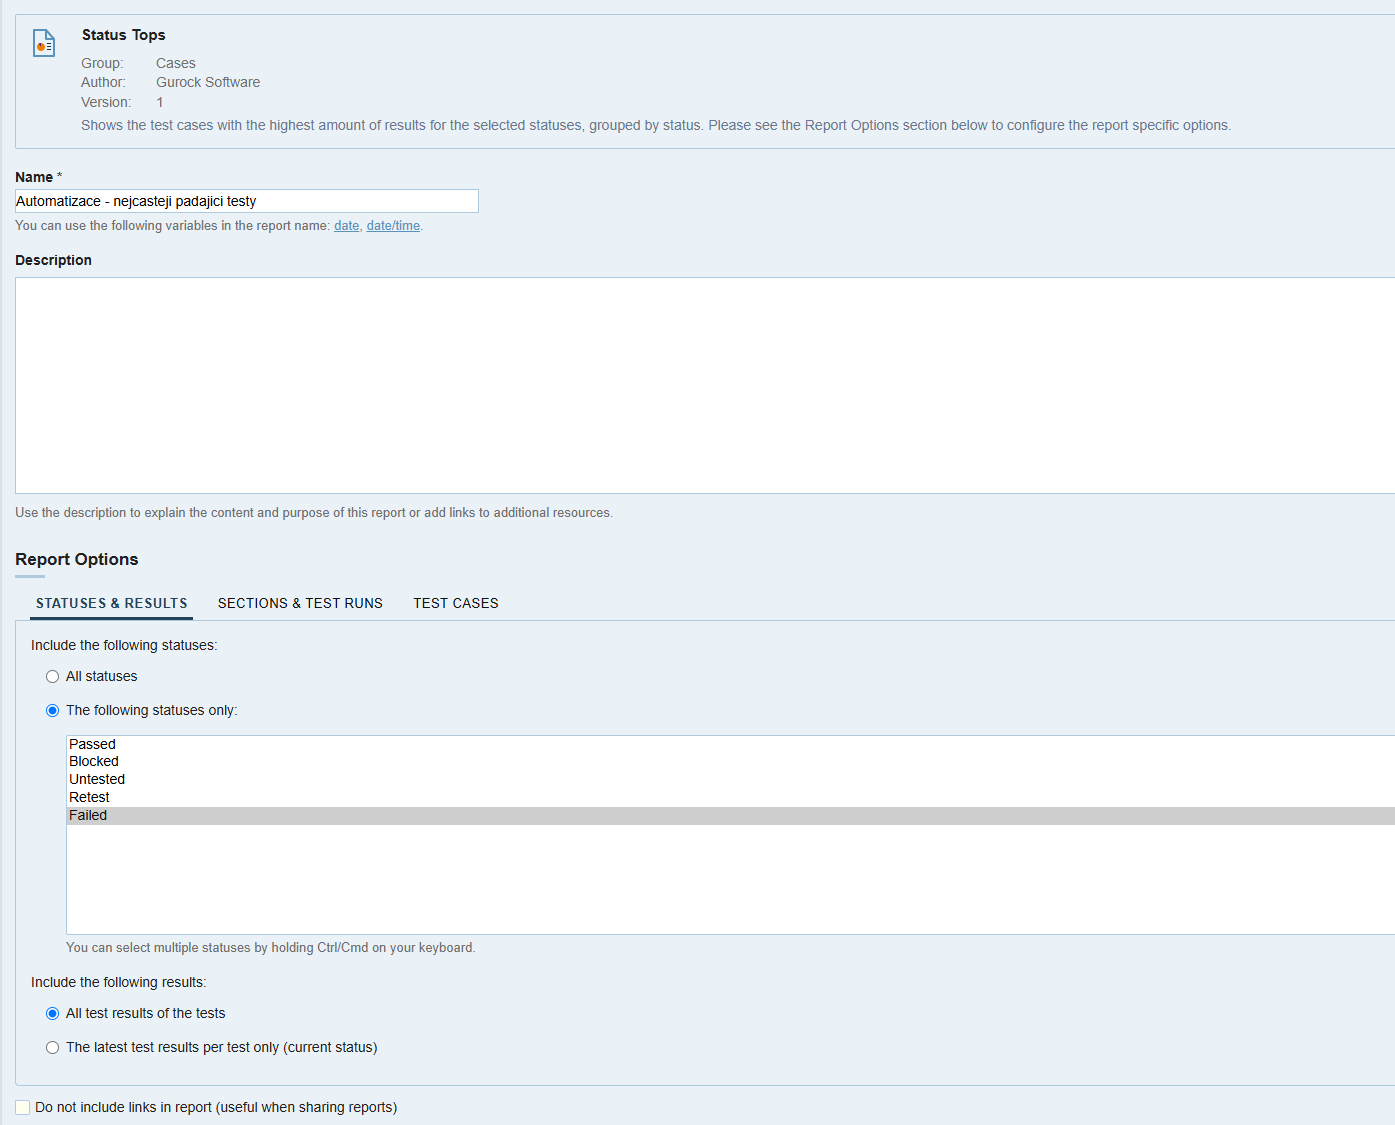 Status Tops
Group: Cases
Author: Gurock Software
Version: 1
Shows the test cases with the highest amount of results for the selected statuses, grouped by status. Please see the Report Options section below to configure the report specific options.
Name *
Automatizace - nejcasteji padajici testy
You can use the following variables in the report name: date, date/time.
Description
Use the description to explain the content and purpose of this report or add links to additional resources.
Report Options
STATUSES & RESULTS SECTIONS & TEST RUNS TEST CASES
Include the following statuses:
All statuses
The following statuses only:
Passed
Blocked
Untested
Retest
Failed
You can select multiple statuses by holding Ctrl/Cmd on your keyboard.
Include the following results:
All test results of the tests
The latest test results per test only (current status)
Do not include links in report (useful when sharing reports)